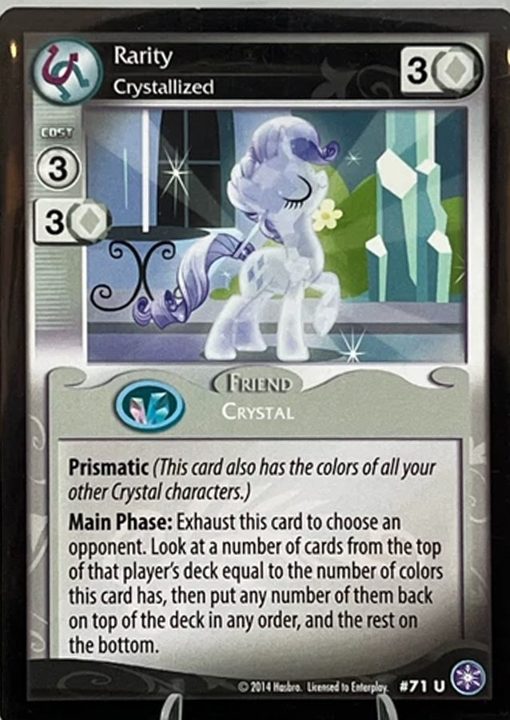 Rarity
Crystallized
3
COST
3
3
FRIEND
CRYSTAL
Prismatic (This card also has the colors of all your
other Crystal characters.)
Main Phase: Exhaust this card to choose an
opponent. Look at a number of cards from the top
of that player's deck equal to the number of colors
this card has, then put any number of them back
on top of the deck in any order, and the rest on
the bottom.
© 2014 Hasbro. Licensed to Enterplay. #71 U